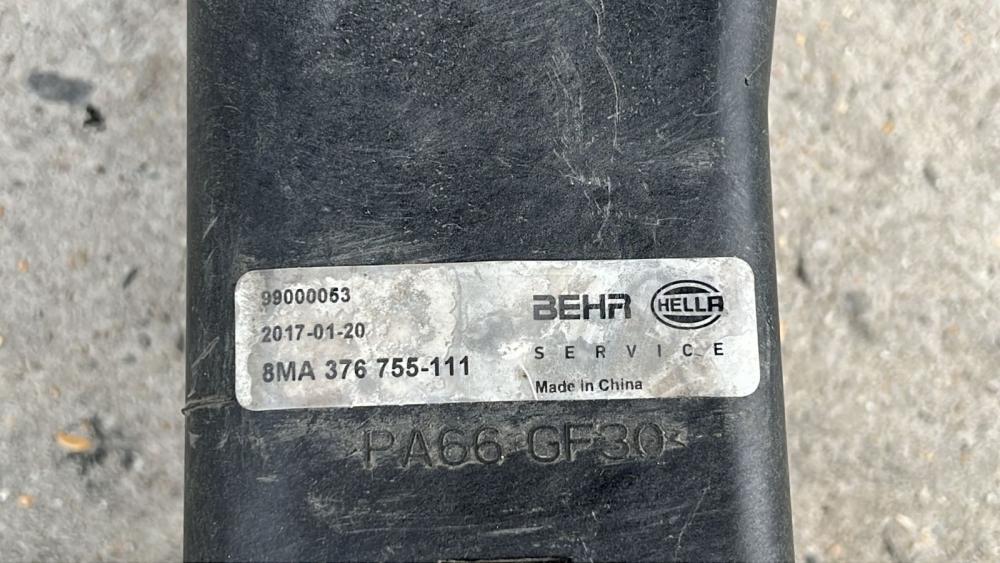 99000053
2017-01-20
8MA 376 755-111
BEHR HELLA
SERVICE
Made in China
>PA66 GF30<